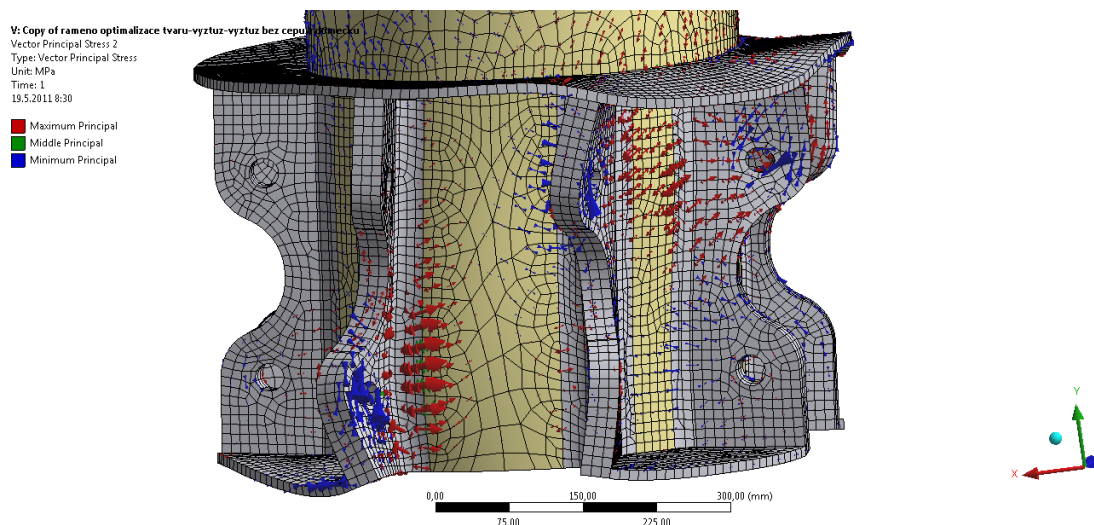 V: Copy of rameno optimalizace tvaru-vyztuz-vyztuz bez cepu
Vector Principal Stress 2
Type: Vector Principal Stress
Unit: MPa
Time: 1
19.5.2011 8:30
Maximum Principal
Middle Principal
Minimum Principal
Y
X
0,00 150,00 300,00 (mm)
75,00 225,00